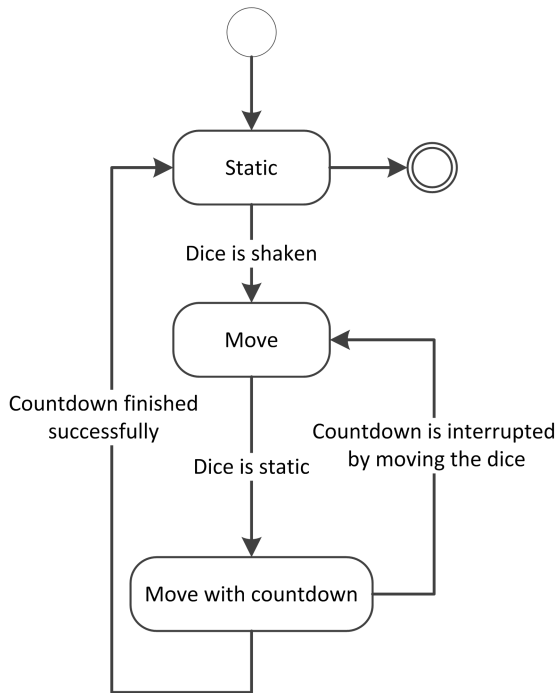 Static
Dice is shaken
Move
Countdown finished
successfully
Countdown is interrupted
by moving the dice
Dice is static
Move with countdown